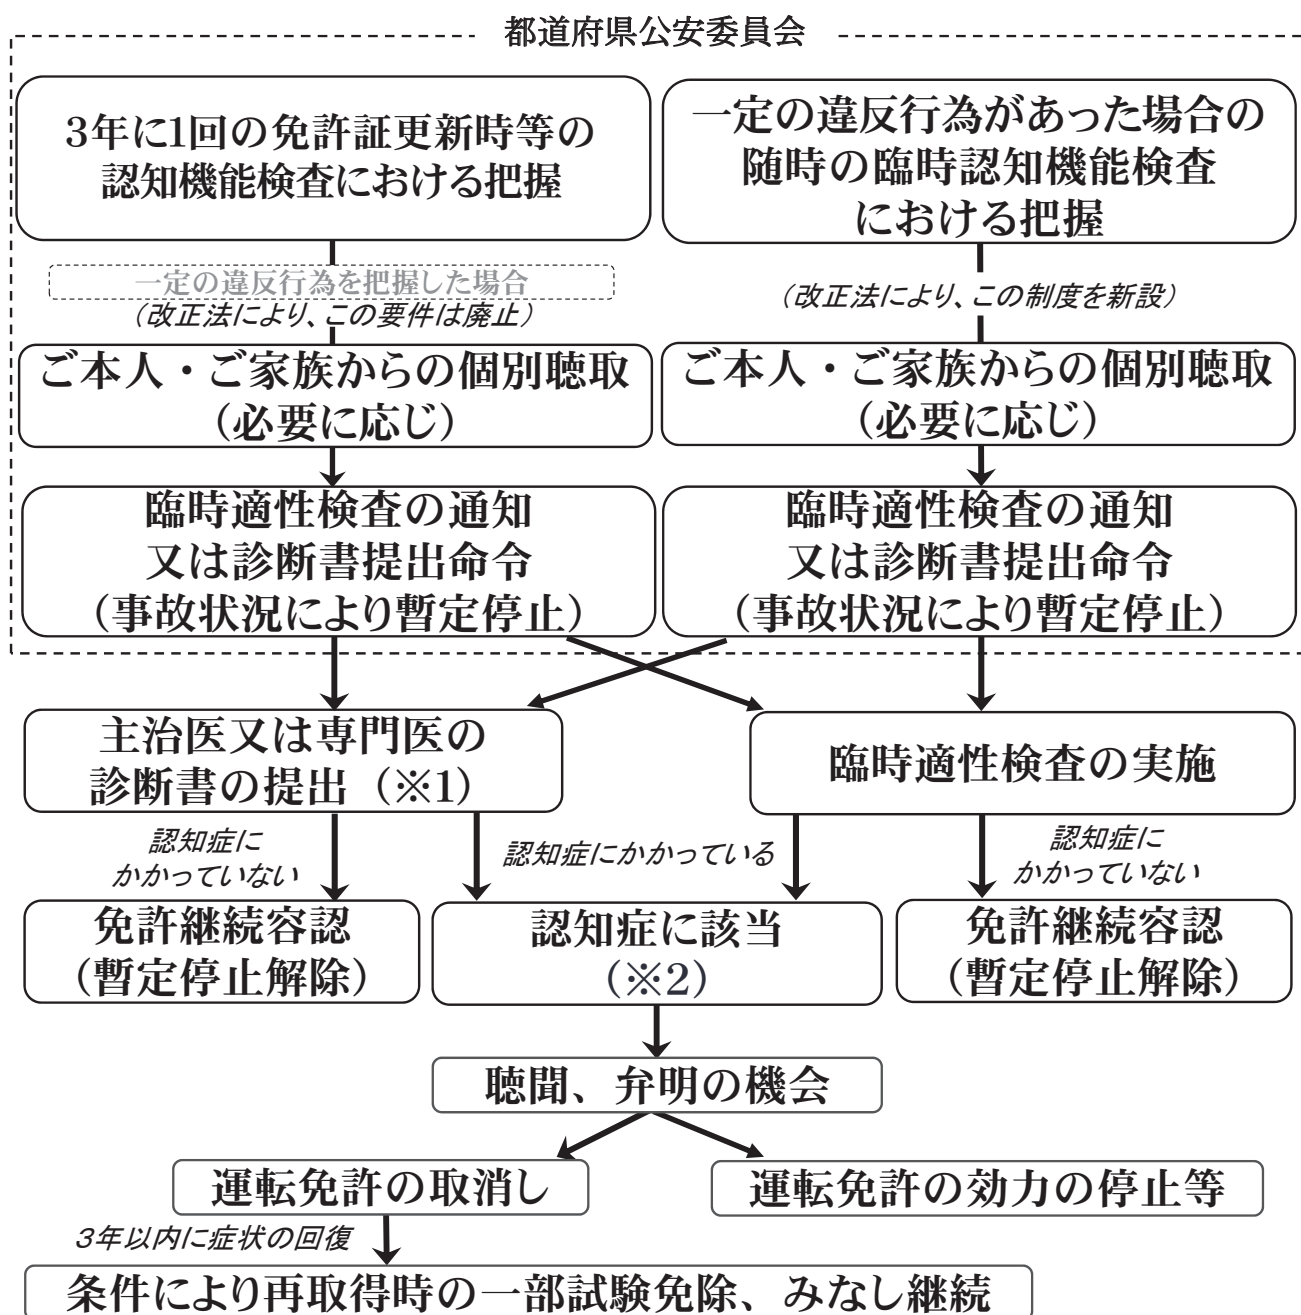 都道府県公安委員会
3年に1回の免許証更新時等の
認知機能検査における把握
一定の違反行為があった場合の
随時の臨時認知機能検査
における把握
一定の違反行為を把握した場合
（改正法により、この要件は廃止）
（改正法により、この制度を新設）
ご本人・ご家族からの個別聴取
（必要に応じ）
ご本人・ご家族からの個別聴取
（必要に応じ）
臨時適性検査の通知
又は診断書提出命令
（事故状況により暫定停止）
臨時適性検査の通知
又は診断書提出命令
（事故状況により暫定停止）
主治医又は専門医の
診断書の提出（※1）
臨時適性検査の実施
認知症に
かかっていない
認知症にかかっている
認知症に
かかっていない
免許継続容認
（暫定停止解除）
認知症に該当
（※2）
免許継続容認
（暫定停止解除）
聴聞、弁明の機会
運転免許の取消し
運転免許の効力の停止等
3年以内に症状の回復
条件により再取得時の一部試験免除、みなし継続